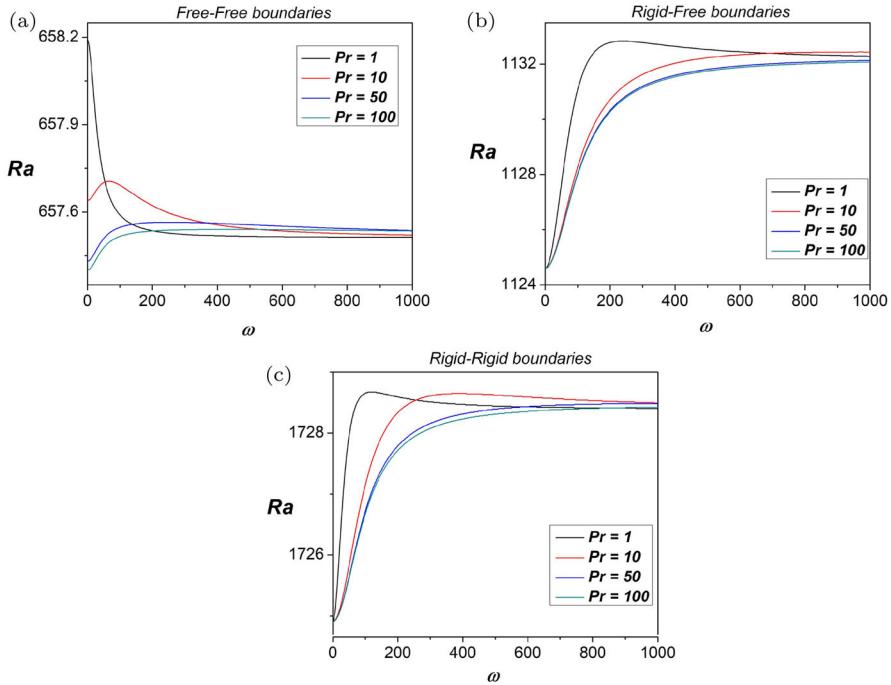 (a)
Free-Free boundaries
658.2
657.9
657.6
Ra
Pr = 1
Pr = 10
Pr = 50
Pr = 100
0 200 400 600 800 1000
ω
(b)
Rigid-Free boundaries
1132
1128
1124
Ra
Pr = 1
Pr = 10
Pr = 50
Pr = 100
0 200 400 600 800 1000
ω
(c)
Rigid-Rigid boundaries
1728
1726
Ra
Pr = 1
Pr = 10
Pr = 50
Pr = 100
0 200 400 600 800 1000
ω